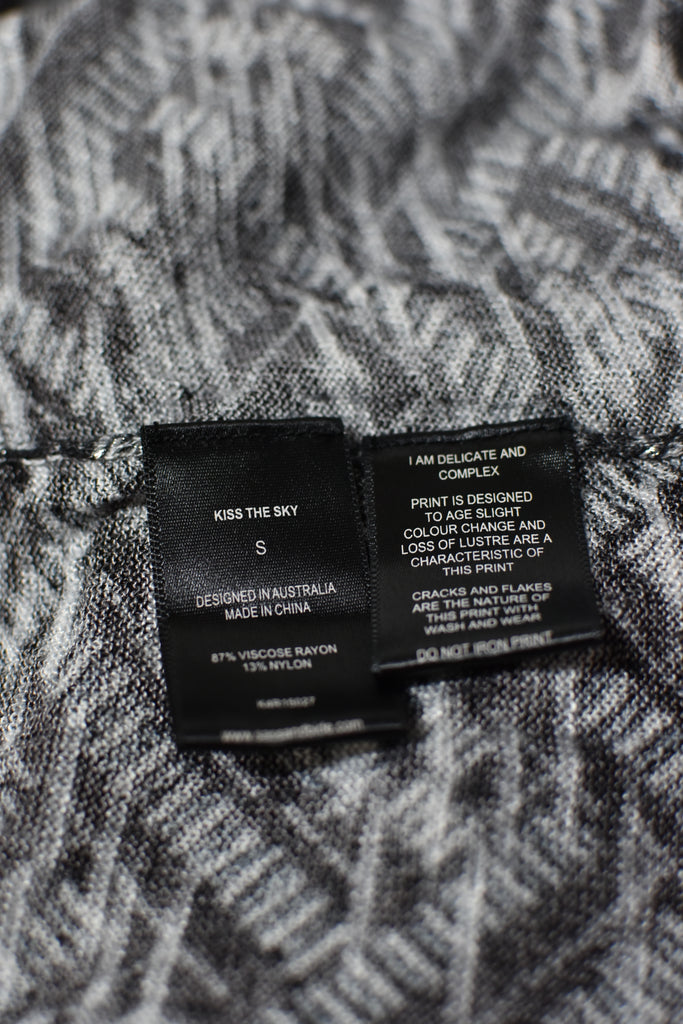 KISS THE SKY
S
DESIGNED IN AUSTRALIA
MADE IN CHINA
87% VISCOSE RAYON
13% NYLON
I AM DELICATE AND
COMPLEX
PRINT IS DESIGNED
TO AGE SLIGHT
COLOUR CHANGE AND
LOSS OF LUSTRE ARE A
CHARACTERISTIC OF
THIS PRINT
CRACKS AND FLAKES
ARE THE NATURE OF
THIS PRINT WITH
WASH AND WEAR
DO NOT IRON PRINT